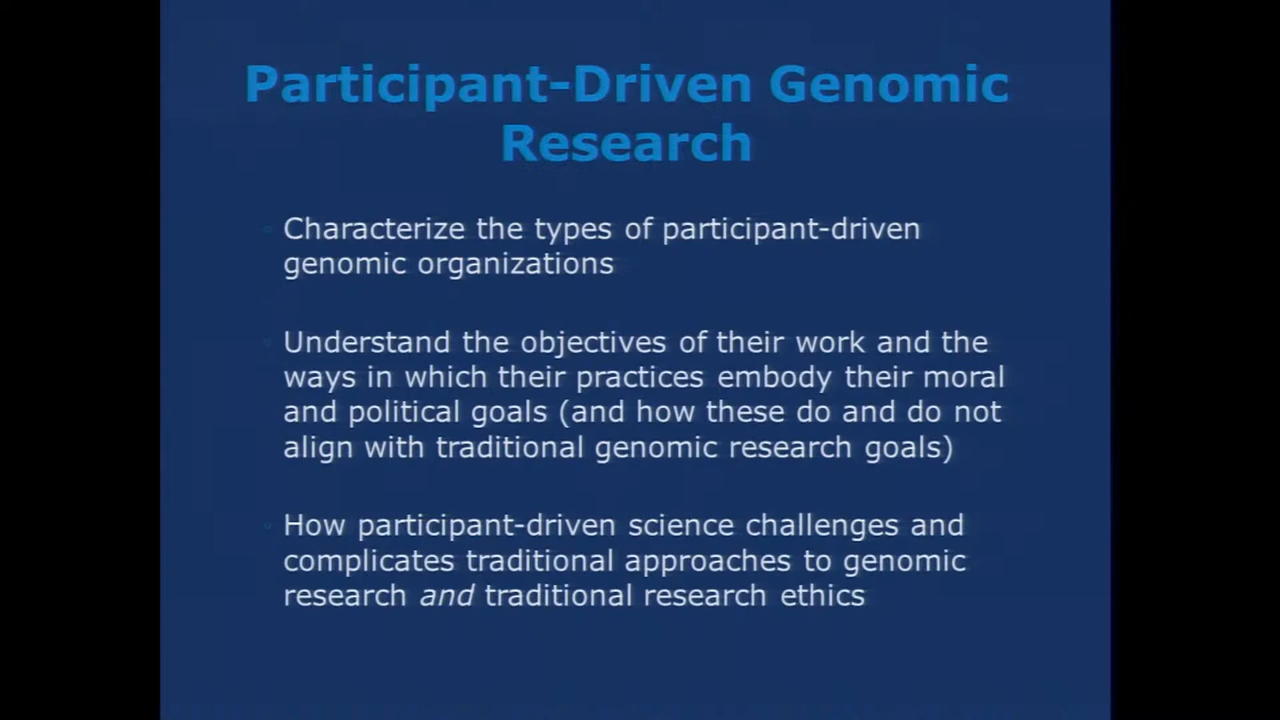 Participant-Driven Genomic
Research
Characterize the types of participant-driven
genomic organizations
Understand the objectives of their work and the
ways in which their practices embody their moral
and political goals (and how these do and do not
align with traditional genomic research goals)
How participant-driven science challenges and
complicates traditional approaches to genomic
research and traditional research ethics